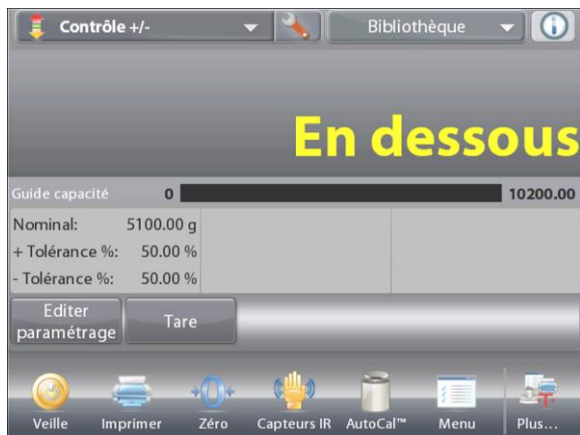 Contrôle +/-
Bibliothèque
En dessous
Guide capacité 0 10200.00
Nominal: 5100.00 g
+ Tolérance %: 50.00 %
- Tolérance %: 50.00 %
Editer
paramétrage
Tare
Veille Imprimer Zéro Capteurs IR AutoCal™ Menu Plus...